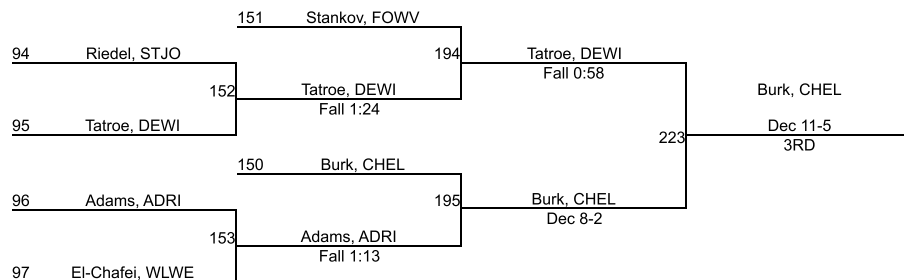 151 Stankov, FOWV
94 Riedel, STJO
194 Tatroe, DEWI
Fall 0:58
152 Tatroe, DEWI
Fall 1:24
Burk, CHEL
95 Tatroe, DEWI
223 Dec 11-5
3RD
150 Burk, CHEL
96 Adams, ADRI
195 Burk, CHEL
Dec 8-2
153 Adams, ADRI
Fall 1:13
97 El-Chafei, WLWE